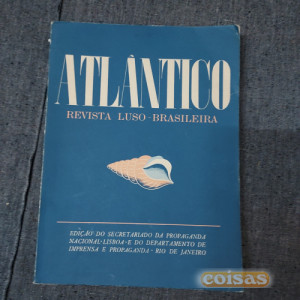 ATLÂNTICO
REVISTA LUSO-BRASILEIRA
EDIÇÃO DO SECRETARIADO DA PROPAGANDA
NACIONAL·LISBOA·E DO DEPARTAMENTO DE
IMPRENSA E PROPAGANDA·RIO DE JANEIRO
coisas